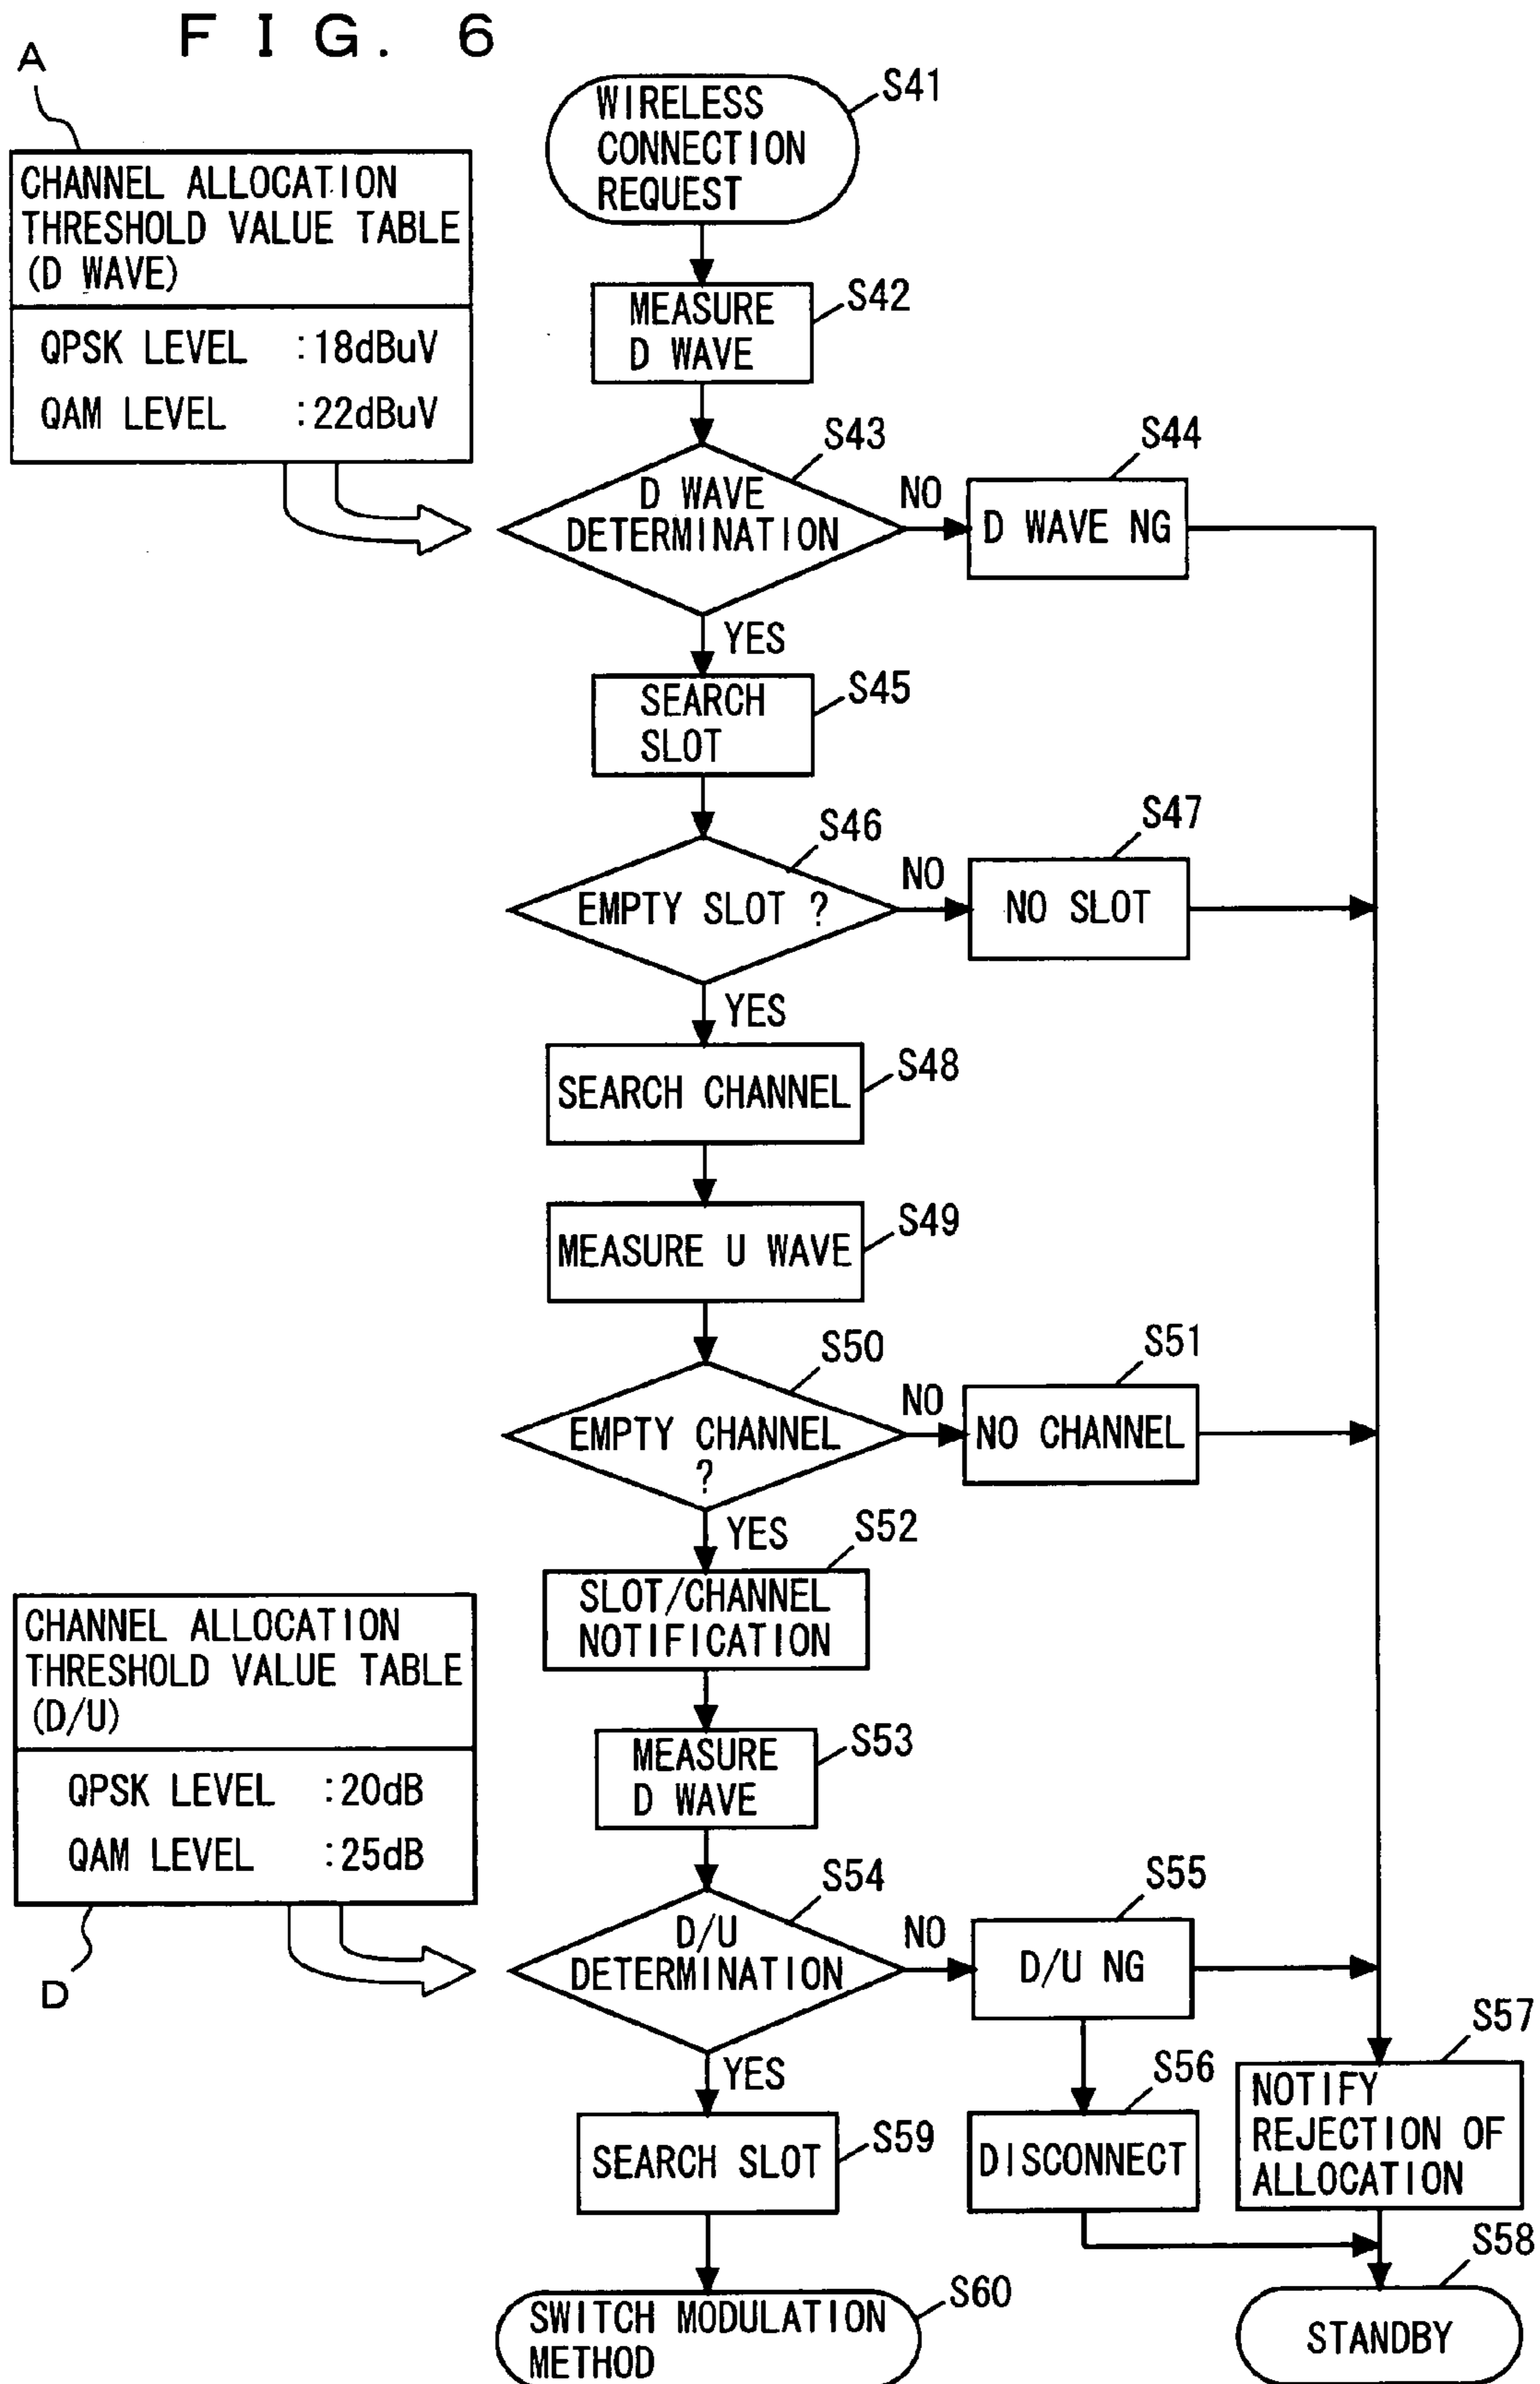 FIG. 6
A
CHANNEL ALLOCATION
THRESHOLD VALUE TABLE
(D WAVE)
QPSK LEVEL :18dBuV
QAM LEVEL :22dBuV
WIRELESS
CONNECTION
REQUEST
S41
MEASURE
D WAVE
S42
D WAVE
DETERMINATION
S43
NO
D WAVE NG
S44
YES
SEARCH
SLOT
S45
EMPTY SLOT ?
S46
NO
NO SLOT
S47
YES
SEARCH CHANNEL
S48
MEASURE U WAVE
S49
EMPTY CHANNEL
?
S50
NO
NO CHANNEL
S51
YES
SLOT/CHANNEL
NOTIFICATION
S52
CHANNEL ALLOCATION
THRESHOLD VALUE TABLE
(D/U)
QPSK LEVEL :20dB
QAM LEVEL :25dB
D
MEASURE
D WAVE
S53
D/U
DETERMINATION
S54
NO
D/U NG
S55
YES
DISCONNECT
S56
NOTIFY
REJECTION OF
ALLOCATION
S57
SEARCH SLOT
S59
STANDBY
S58
SWITCH MODULATION
METHOD
S60